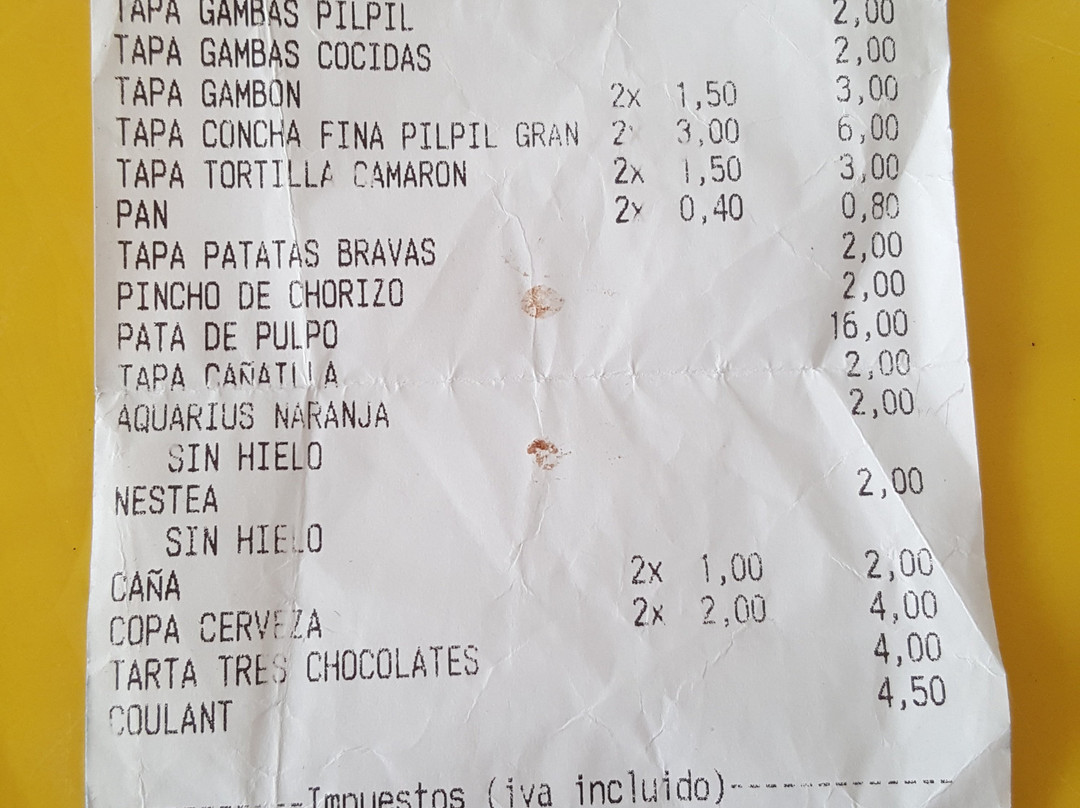 TAPA GAMBAS PILPIL 2,00
TAPA GAMBAS COCIDAS 2,00
TAPA GAMBON 2x 1,50 3,00
TAPA CONCHA FINA PILPIL GRAN 2x 3,00 6,00
TAPA TORTILLA CAMARON 2x 1,50 3,00
PAN 2x 0,40 0,80
TAPA PATATAS BRAVAS 2,00
PINCHO DE CHORIZO 2,00
PATA DE PULPO 16,00
TAPA CAÑATILLA 2,00
AQUARIUS NARANJA 2,00
SIN HIELO
NESTEA 2,00
SIN HIELO
CAÑA 2x 1,00 2,00
COPA CERVEZA 2x 2,00 4,00
TARTA TRES CHOCOLATES 4,00
COULANT 4,50
Impuestos (iva incluido)